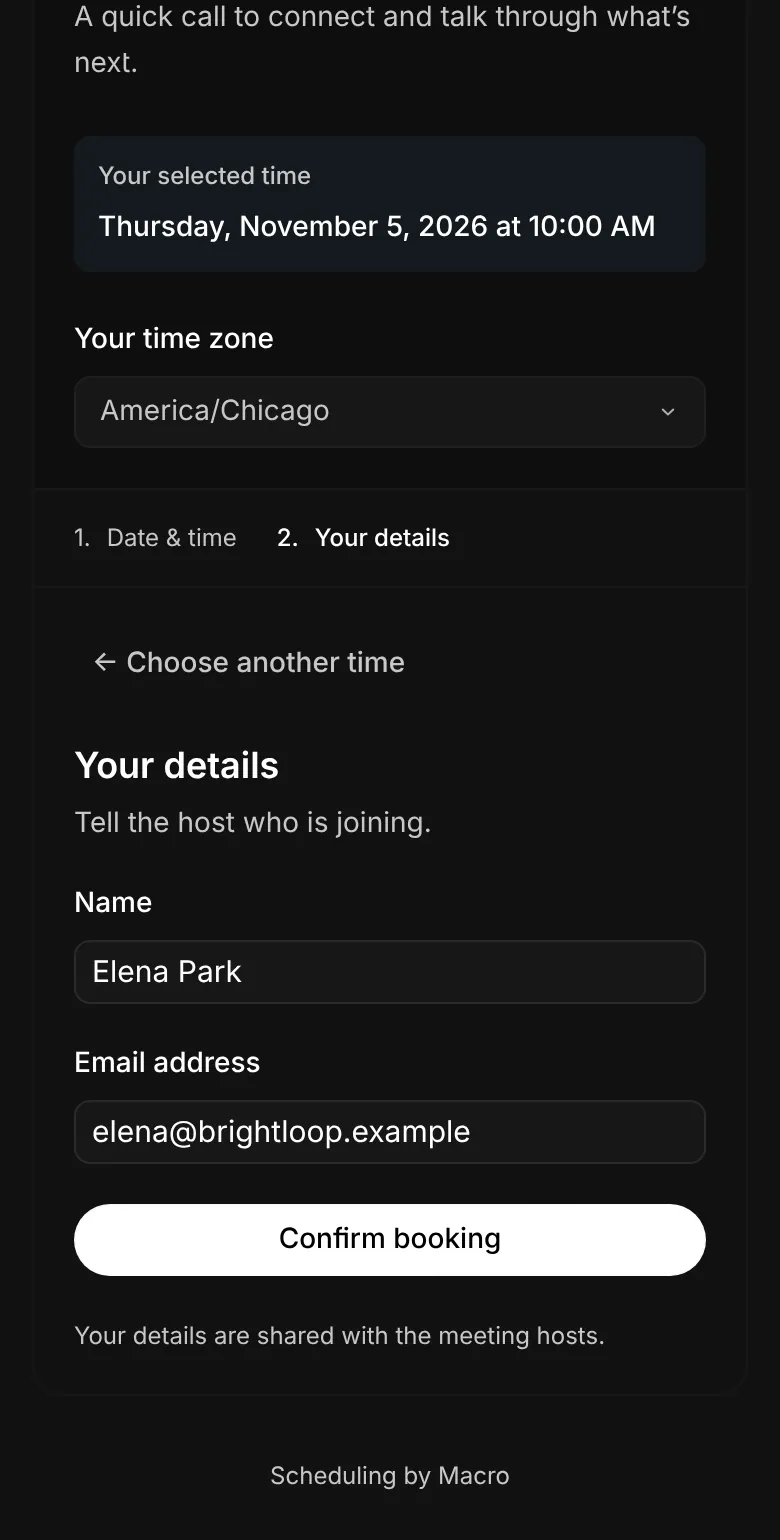 A quick call to connect and talk through what’s
next.
Your selected time
Thursday, November 5, 2026 at 10:00 AM
Your time zone
America/Chicago
1. Date & time 2. Your details
← Choose another time
Your details
Tell the host who is joining.
Name
Elena Park
Email address
elena@brightloop.example
Confirm booking
Your details are shared with the meeting hosts.
Scheduling by Macro